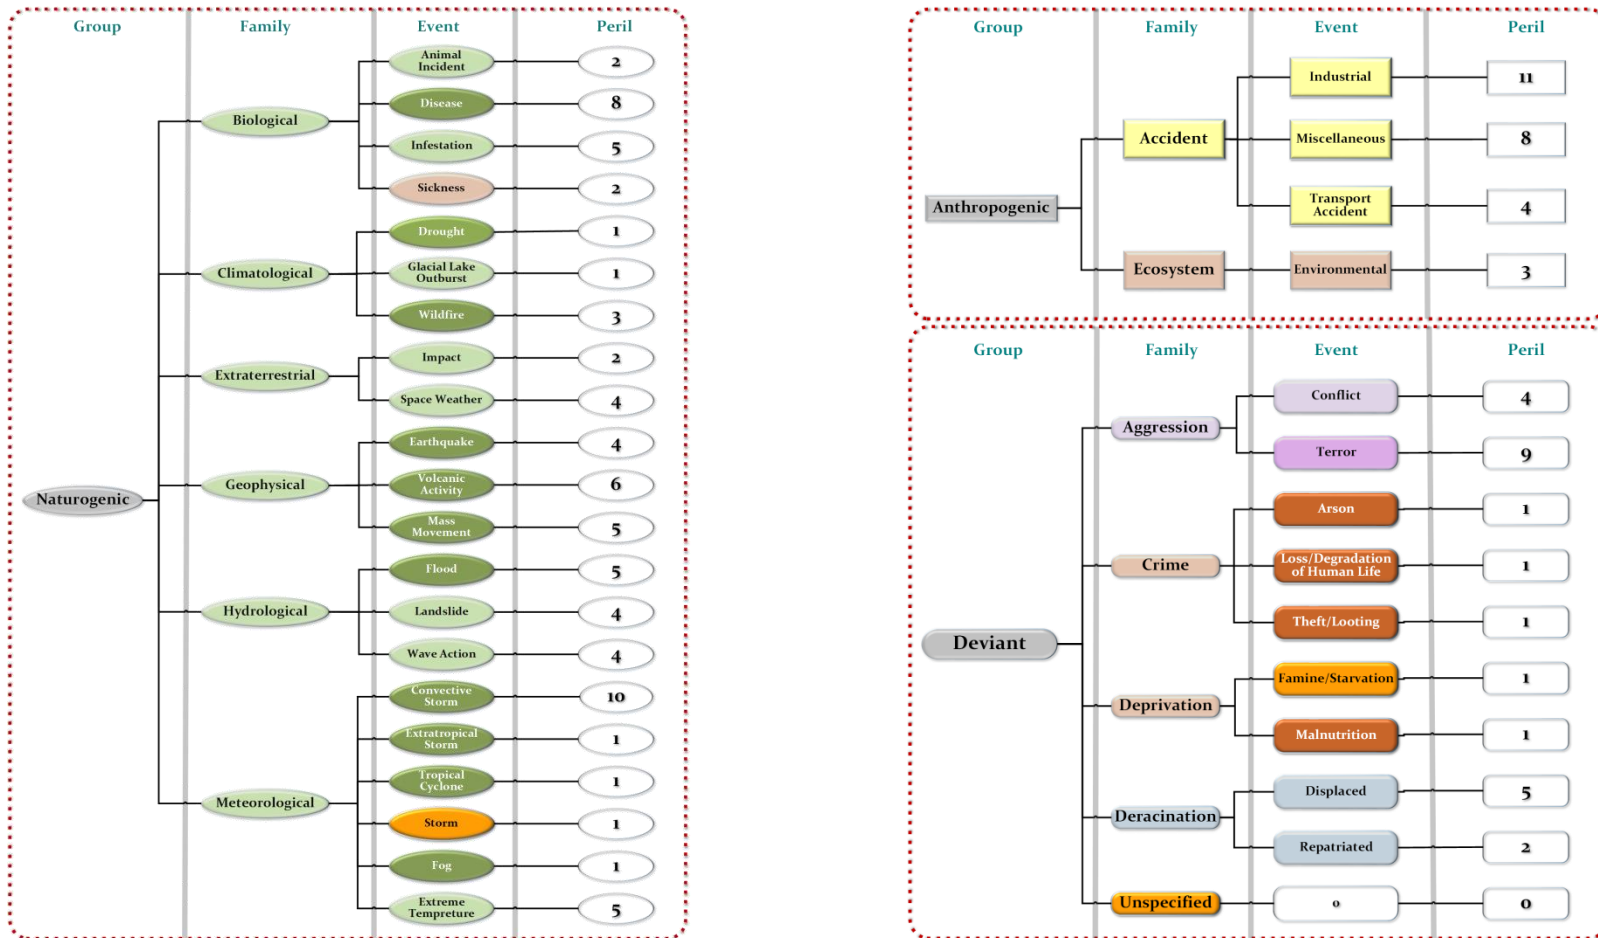 Group Family Event Peril
Naturogenic
Biological
Animal
Incident
2
Disease
8
Infestation
5
Sickness
2
Climatological
Drought
1
Glacial Lake
Outburst
1
Wildfire
3
Extraterrestrial
Impact
2
Space Weather
4
Geophysical
Earthquake
4
Volcanic
Activity
6
Mass
Movement
5
Hydrological
Flood
5
Landslide
4
Wave Action
4
Meteorological
Convective
Storm
10
Extratropical
Storm
1
Tropical
Cyclone
1
Storm
1
Fog
1
Extreme
Tempreture
5
Group Family Event Peril
Anthropogenic
Accident
Industrial
11
Miscellaneous
8
Transport
Accident
4
Ecosystem
Environmental
3
Group Family Event Peril
Deviant
Aggression
Conflict
4
Terror
9
Crime
Arson
1
Loss/Degradation
of Human Life
1
Theft/Looting
1
Deprivation
Famine/Starvation
1
Malnutrition
1
Deracination
Displaced
5
Repatriated
2
Unspecified
0
0